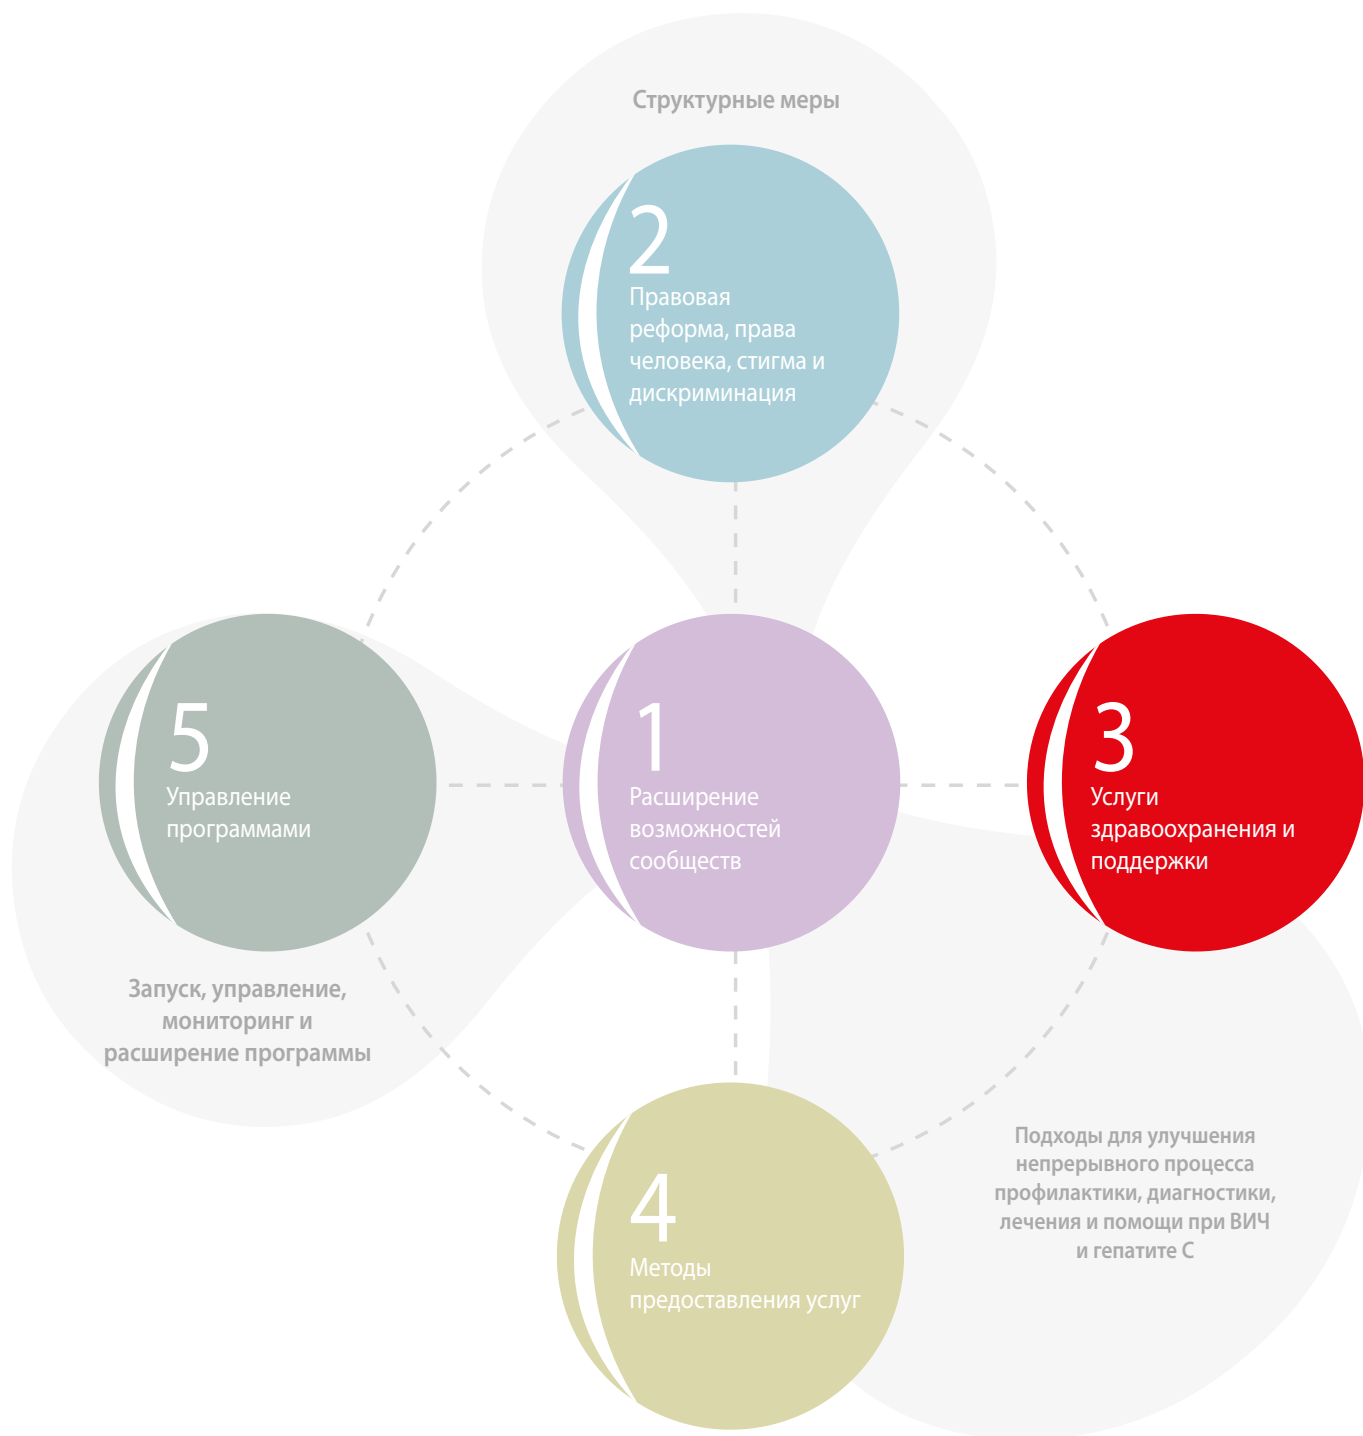 Структурные меры
2
Правовая
реформа, права
человека, стигма и
дискриминация
5
Управление
программами
1
Расширение
возможностей
сообществ
3
Услуги
здравоохранения и
поддержки
Запуск, управление,
мониторинг и
расширение программы
4
Методы
предоставления услуг
Подходы для улучшения
непрерывного процесса
профилактики, диагностики,
лечения и помощи при ВИЧ
и гепатите С